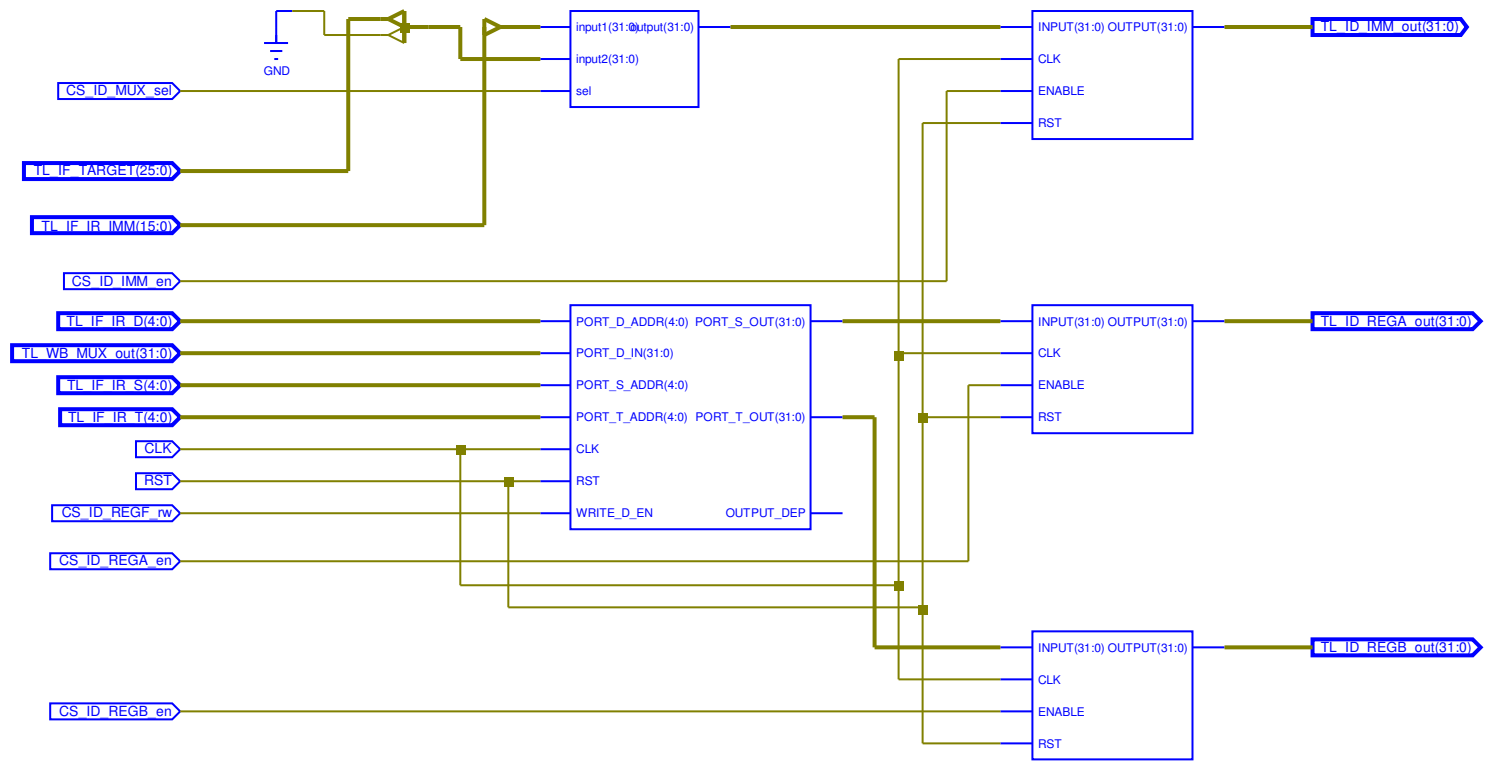 input1(31:0) output(31:0)
INPUT(31:0) OUTPUT(31:0)
TL_ID_IMM_out(31:0)
input2(31:0)
CLK
GND
CS_ID_MUX_sel
sel
ENABLE
RST
TL_IF_TARGET(25:0)
TL_IF_IR_IMM(15:0)
CS_ID_IMM_en
TL_IF_IR_D(4:0)
PORT_D_ADDR(4:0) PORT_S_OUT(31:0)
INPUT(31:0) OUTPUT(31:0)
TL_ID_REGA_out(31:0)
TL_WB_MUX_out(31:0)
PORT_D_IN(31:0)
CLK
TL_IF_IR_S(4:0)
PORT_S_ADDR(4:0)
ENABLE
TL_IF_IR_T(4:0)
PORT_T_ADDR(4:0) PORT_T_OUT(31:0)
RST
CLK
CLK
RST
RST
CS_ID_REGF_rw
WRITE_D_EN OUTPUT_DEP
CS_ID_REGA_en
INPUT(31:0) OUTPUT(31:0)
TL_ID_REGB_out(31:0)
CLK
CS_ID_REGB_en
ENABLE
RST